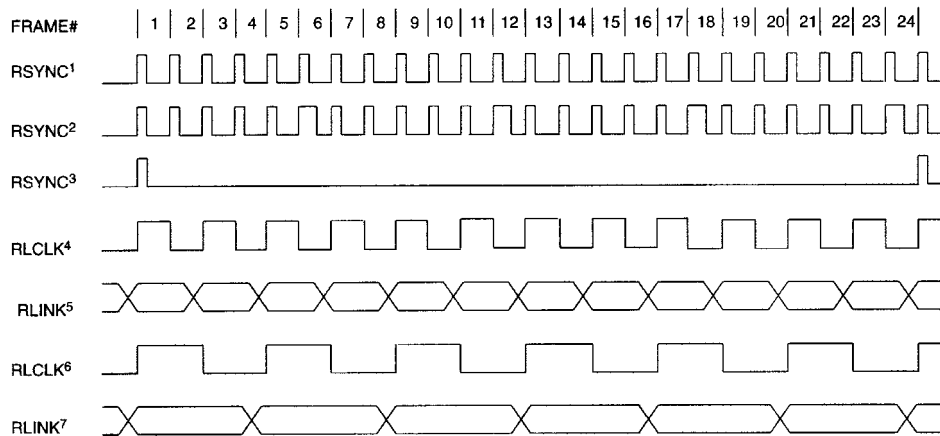 FRAME# 1 2 3 4 5 6 7 8 9 10 11 12 13 14 15 16 17 18 19 20 21 22 23 24
RSYNC¹
RSYNC²
RSYNC³
RLCLK⁴
RLINK⁵
RLCLK⁶
RLINK⁷